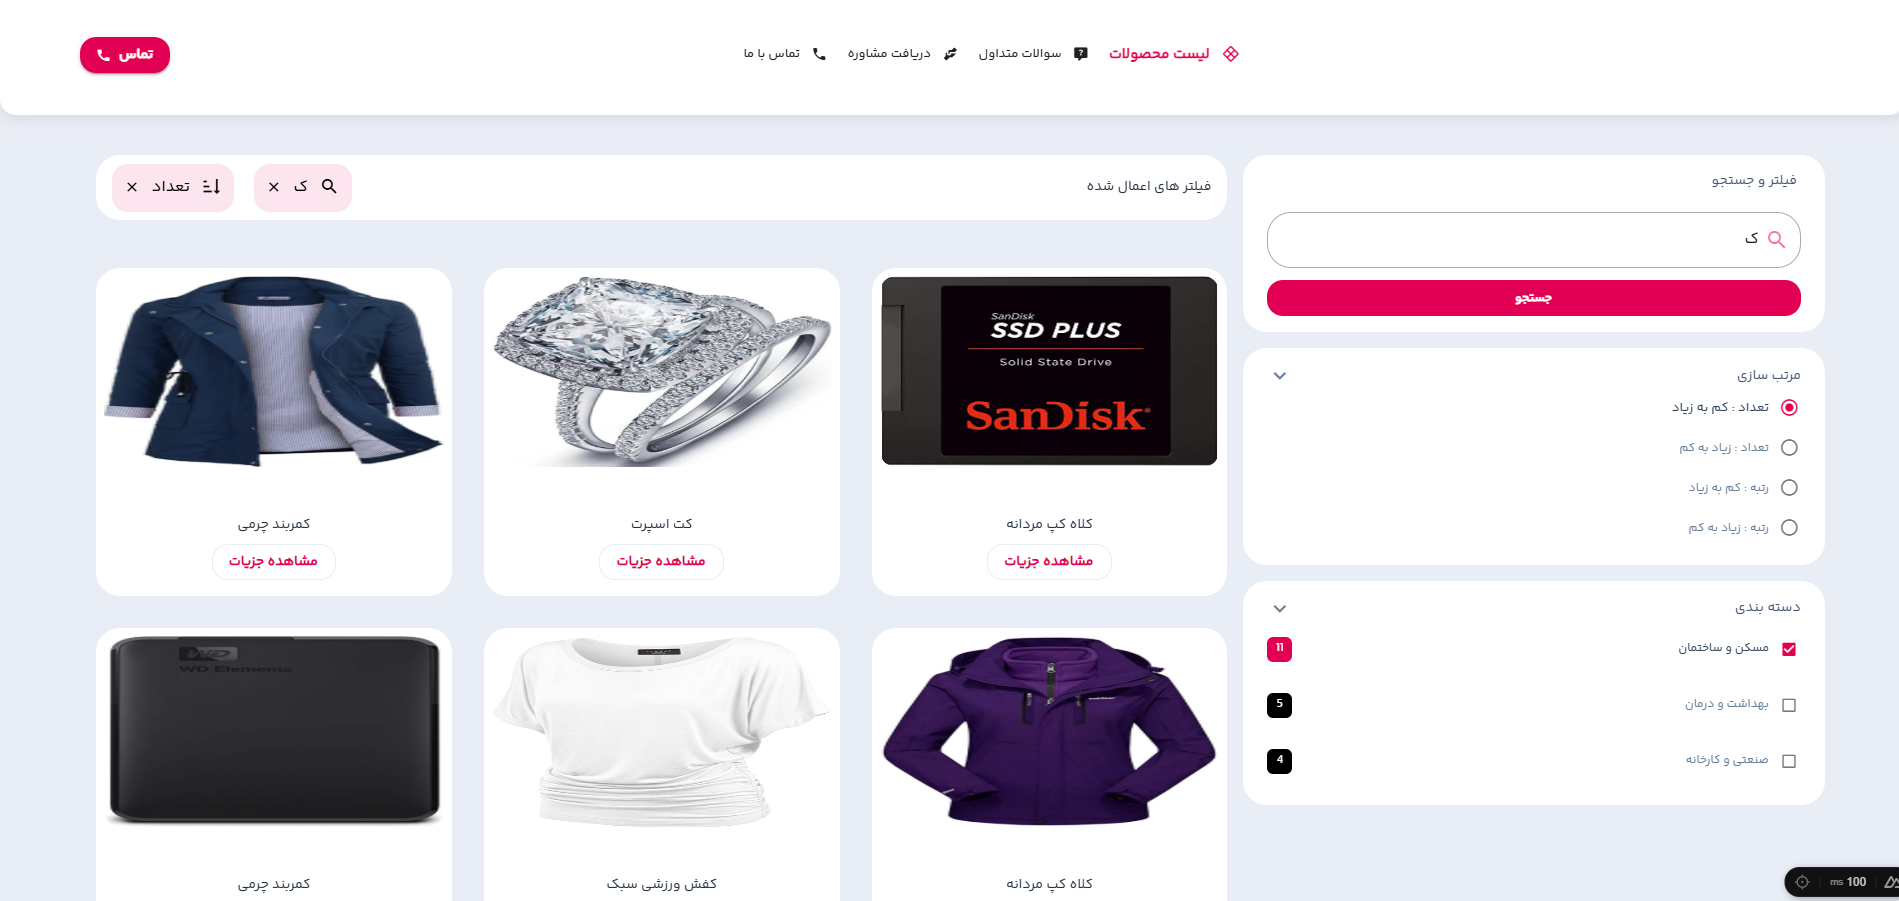 لیست محصولات
سوالات متداول
دریافت مشاوره
تماس با ما
تماس
فیلتر و جستجو
ک
جستجو
مرتب سازی
تعداد : کم به زیاد
تعداد : زیاد به کم
رتبه : کم به زیاد
رتبه : زیاد به کم
دسته بندی
مسکن و ساختمان
11
بهداشت و درمان
5
صنعتی و کارخانه
4
فیلتر های اعمال شده
ک
تعداد
SanDisk
SSD PLUS
Solid State Drive
SanDisk
کلاه کپ مردانه
مشاهده جزیات
کت اسپرت
مشاهده جزیات
کمربند چرمی
مشاهده جزیات
کلاه کپ مردانه
کفش ورزشی سبک
WD
WD Elements
کمربند چرمی
100 ms